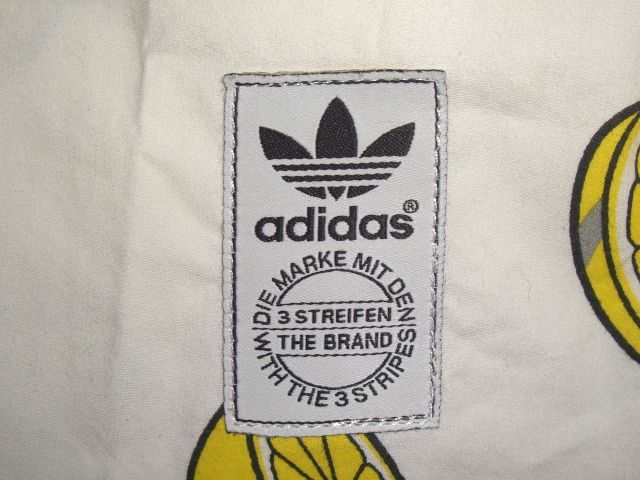 adidas®
DIE MARKE MIT DEN
3 STREIFEN
THE BRAND
WITH THE 3 STRIPES